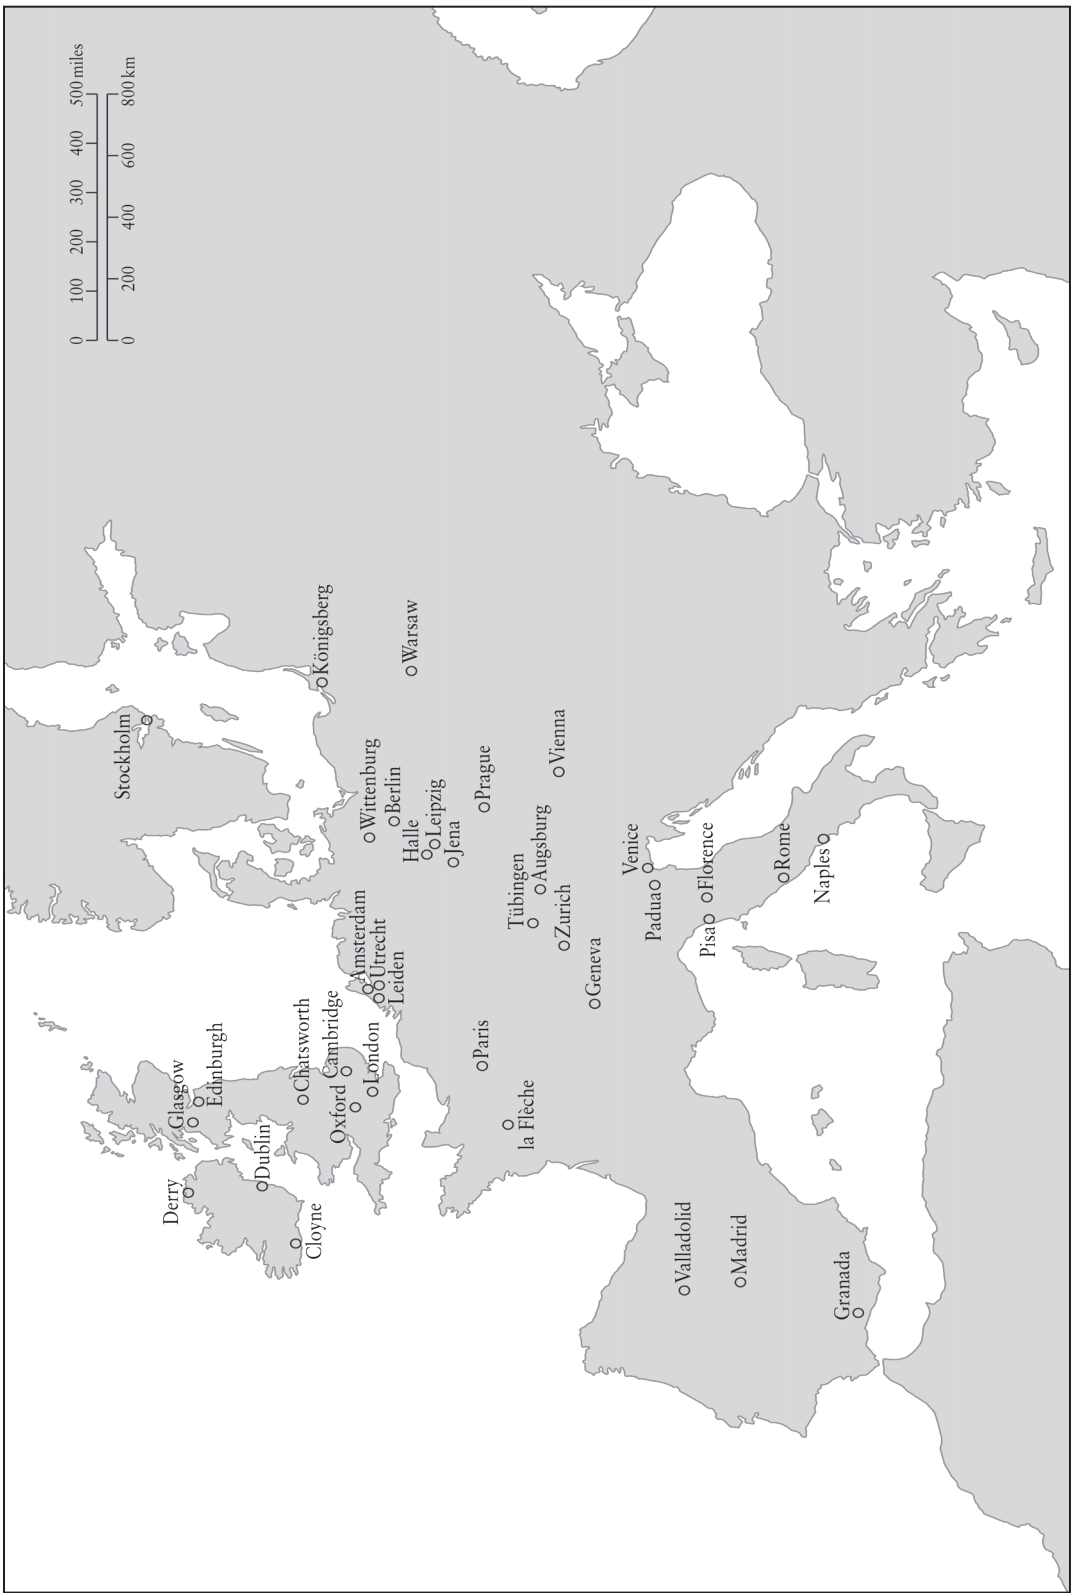 0 100 200 300 400 500 miles
0 200 400 600 800 km
Stockholm
Derry
Glasgow
Edinburgh
Dublin
Chatsworth
Cloyne
Königsberg
Cambridge
Oxford
Amsterdam
Wittenburg
London
Utrecht
Berlin
Leiden
Halle
Warsaw
Leipzig
Jena
Paris
Prague
Tübingen
la Flèche
Augsburg
Vienna
Zurich
Geneva
Venice
Padua
Valladolid
Florence
Pisa
Madrid
Rome
Naples
Granada